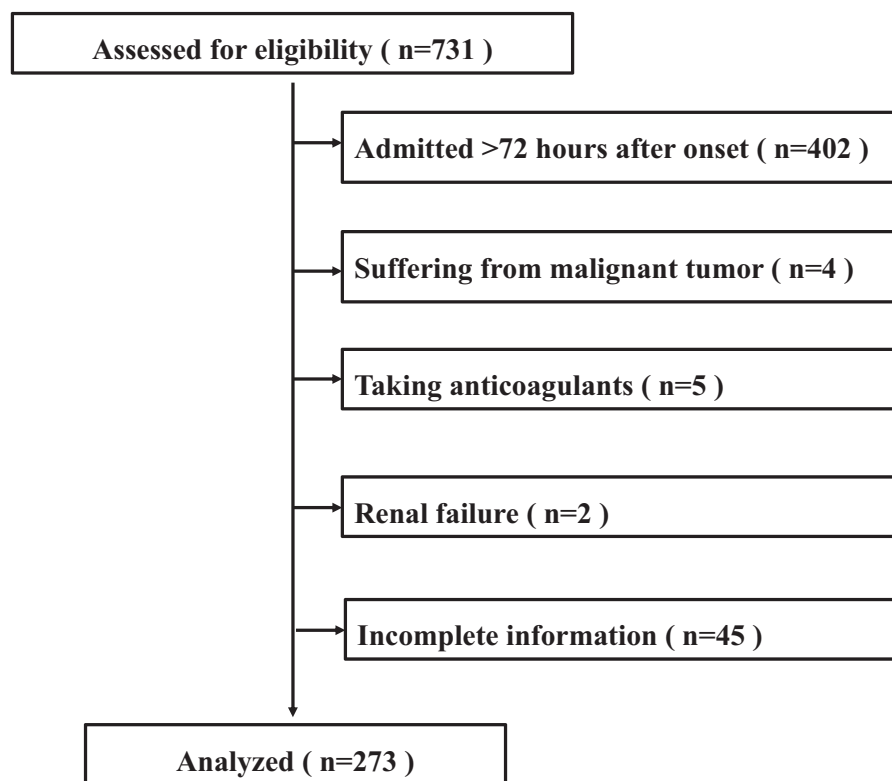 Assessed for eligibility ( n=731 )
Admitted >72 hours after onset ( n=402 )
Suffering from malignant tumor ( n=4 )
Taking anticoagulants ( n=5 )
Renal failure ( n=2 )
Incomplete information ( n=45 )
Analyzed ( n=273 )